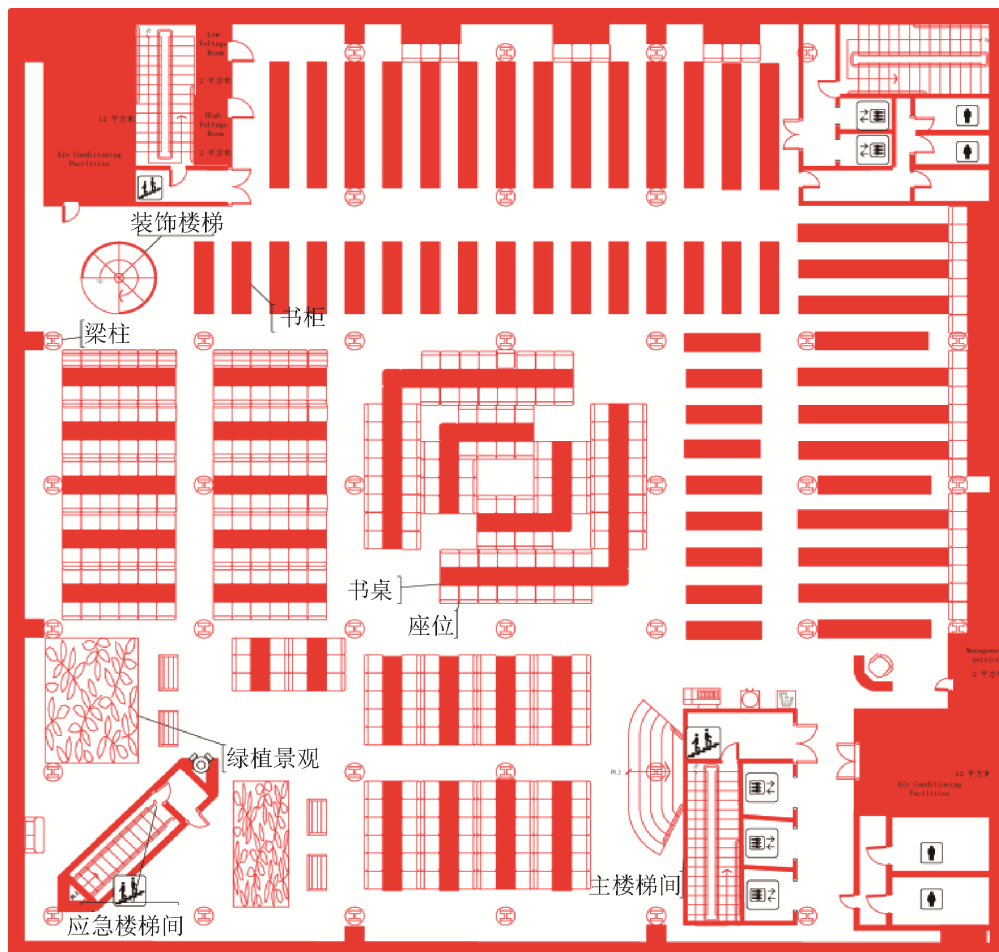 Low
Voltage
Room
2 平方米
12 平方米
High
Voltage
Room
2 平方米
Air Conditioning
Facilities
装饰楼梯
书柜
梁柱
书桌
座位
Management
service
2 平方米
绿植景观
12 平方米
Air Conditioning
Facilities
主楼梯间
应急楼梯间